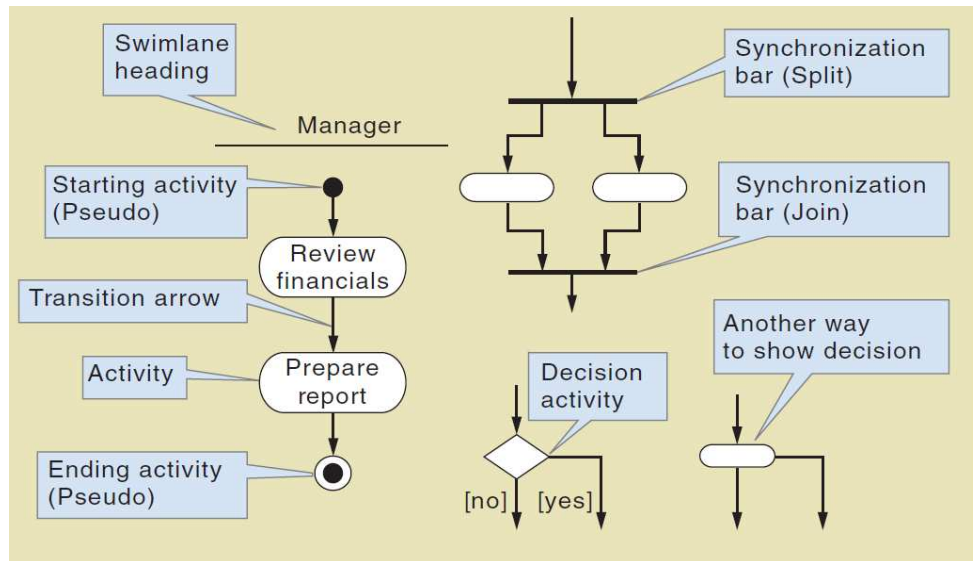 Swimlane
heading
Manager
Starting activity
(Pseudo)
Review
financials
Transition arrow
Activity
Prepare
report
Ending activity
(Pseudo)
Synchronization
bar (Split)
Synchronization
bar (Join)
Decision
activity
[no]
[yes]
Another way
to show decision